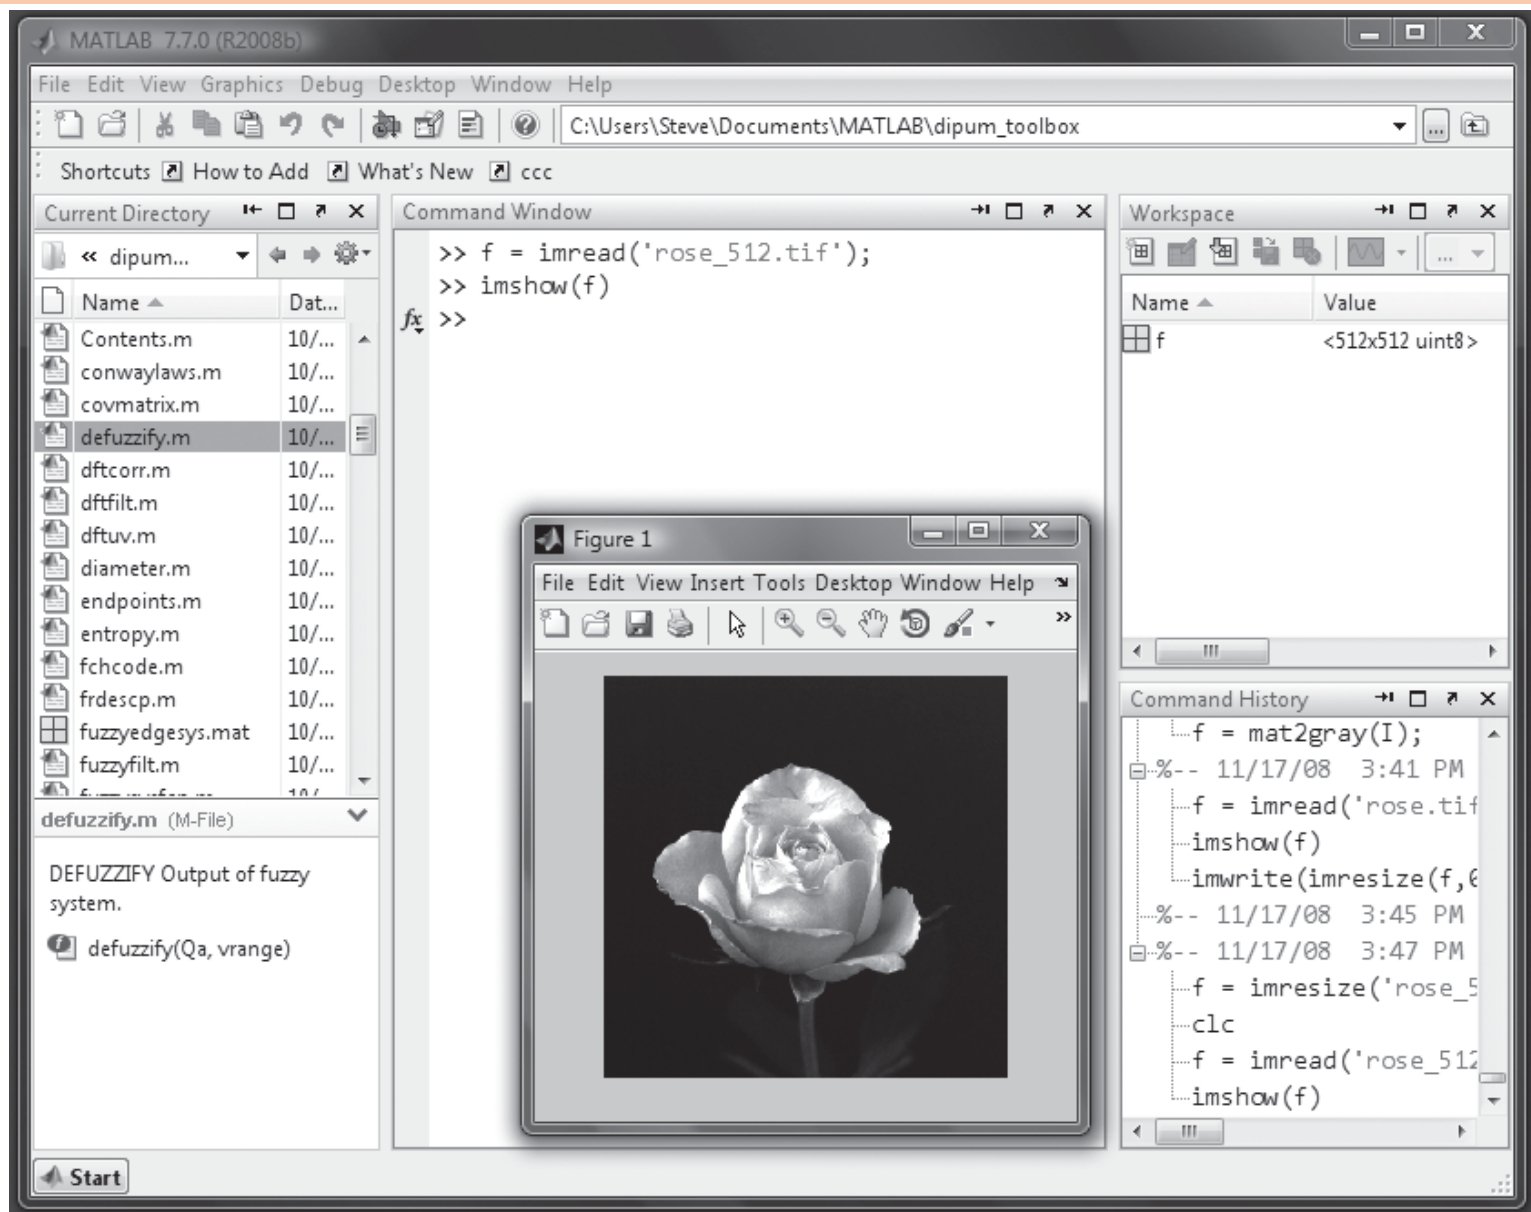 MATLAB 7.7.0 (R2008b)
File Edit View Graphics Debug Desktop Window Help
C:\Users\Steve\Documents\MATLAB\dipum_toolbox
...
Shortcuts How to Add What's New ccc
Current Directory
« dipum...
Name Dat...
Contents.m 10/...
conwaylaws.m 10/...
covmatrix.m 10/...
defuzzify.m 10/...
dftcorr.m 10/...
dftfilt.m 10/...
dftuv.m 10/...
diameter.m 10/...
endpoints.m 10/...
entropy.m 10/...
fchcode.m 10/...
frdescp.m 10/...
fuzzyedgesys.mat 10/...
fuzzyfilt.m 10/...
defuzzify.m (M-File)
DEFUZZIFY Output of fuzzy
system.
defuzzify(Qa, vrange)
Command Window
>> f = imread('rose_512.tif');
>> imshow(f)
fx >>
Figure 1
File Edit View Insert Tools Desktop Window Help
»
Workspace
...
Name Value
f <512x512 uint8>
Command History
f = mat2gray(I);
%-- 11/17/08 3:41 PM
f = imread('rose.tif
imshow(f)
imwrite(imresize(f,
%-- 11/17/08 3:45 PM
%-- 11/17/08 3:47 PM
f = imresize('rose_5
clc
f = imread('rose_512
imshow(f)
Start